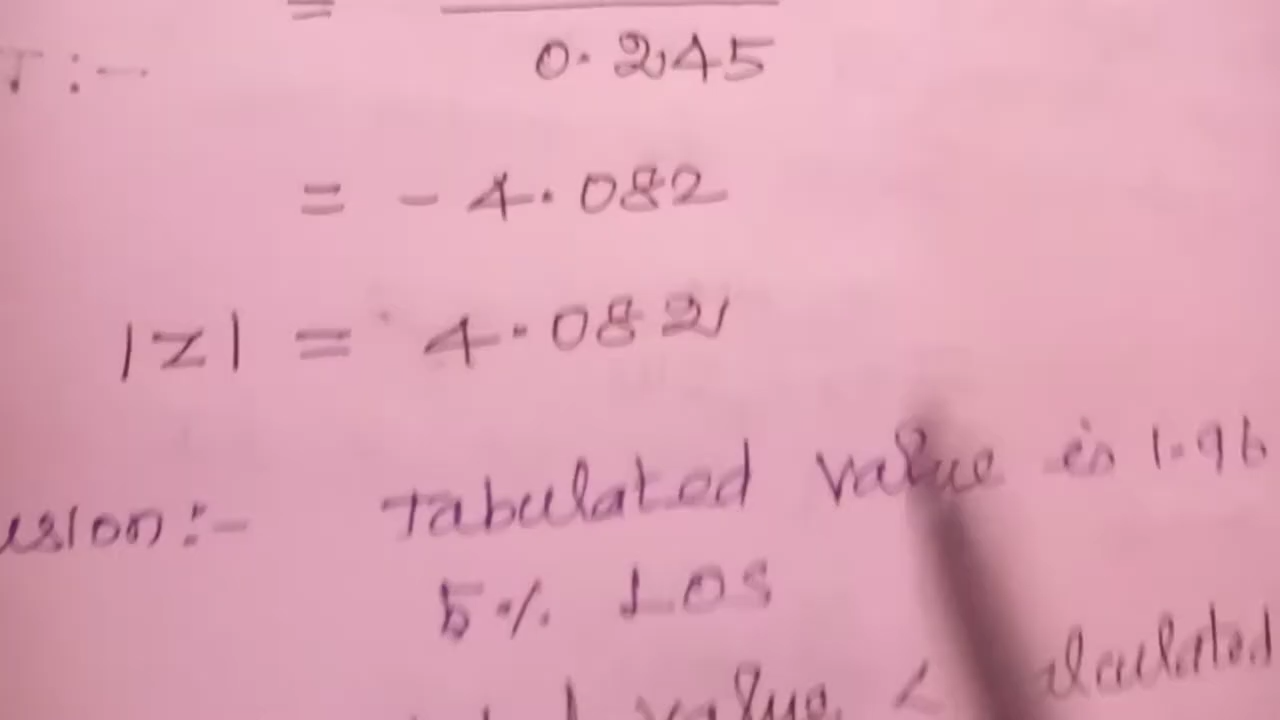 =
0.245
T :-
= - 4.082
|Z| = 4.082
usion :- Tabulated value is 1.96
5% LOS
value < calculated